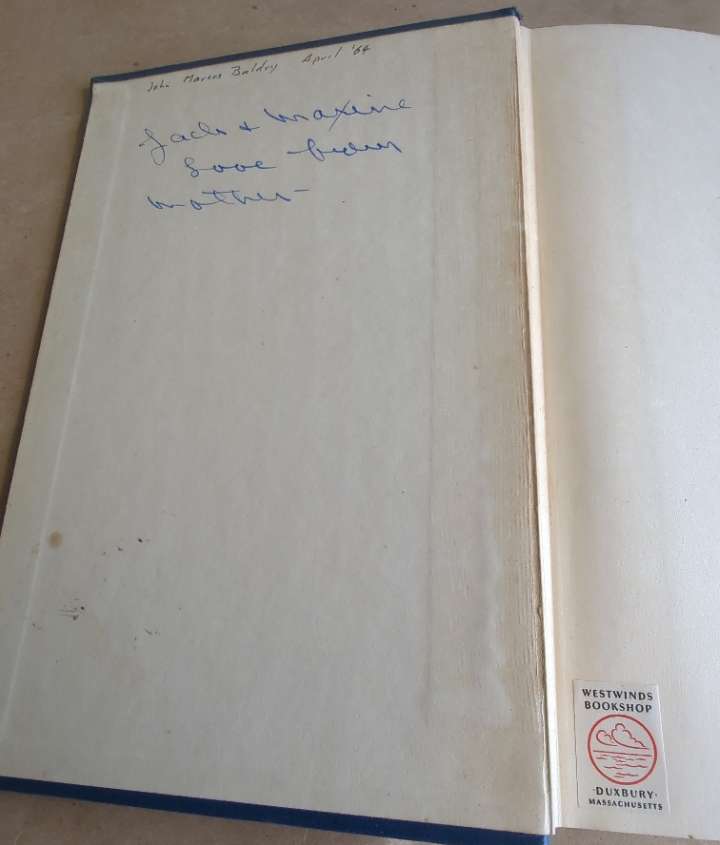 John Marcus Baldry April '64
Jack + Maxine
Love from
Mother-
WESTWINDS
BOOKSHOP
·DUXBURY·
MASSACHUSETTS